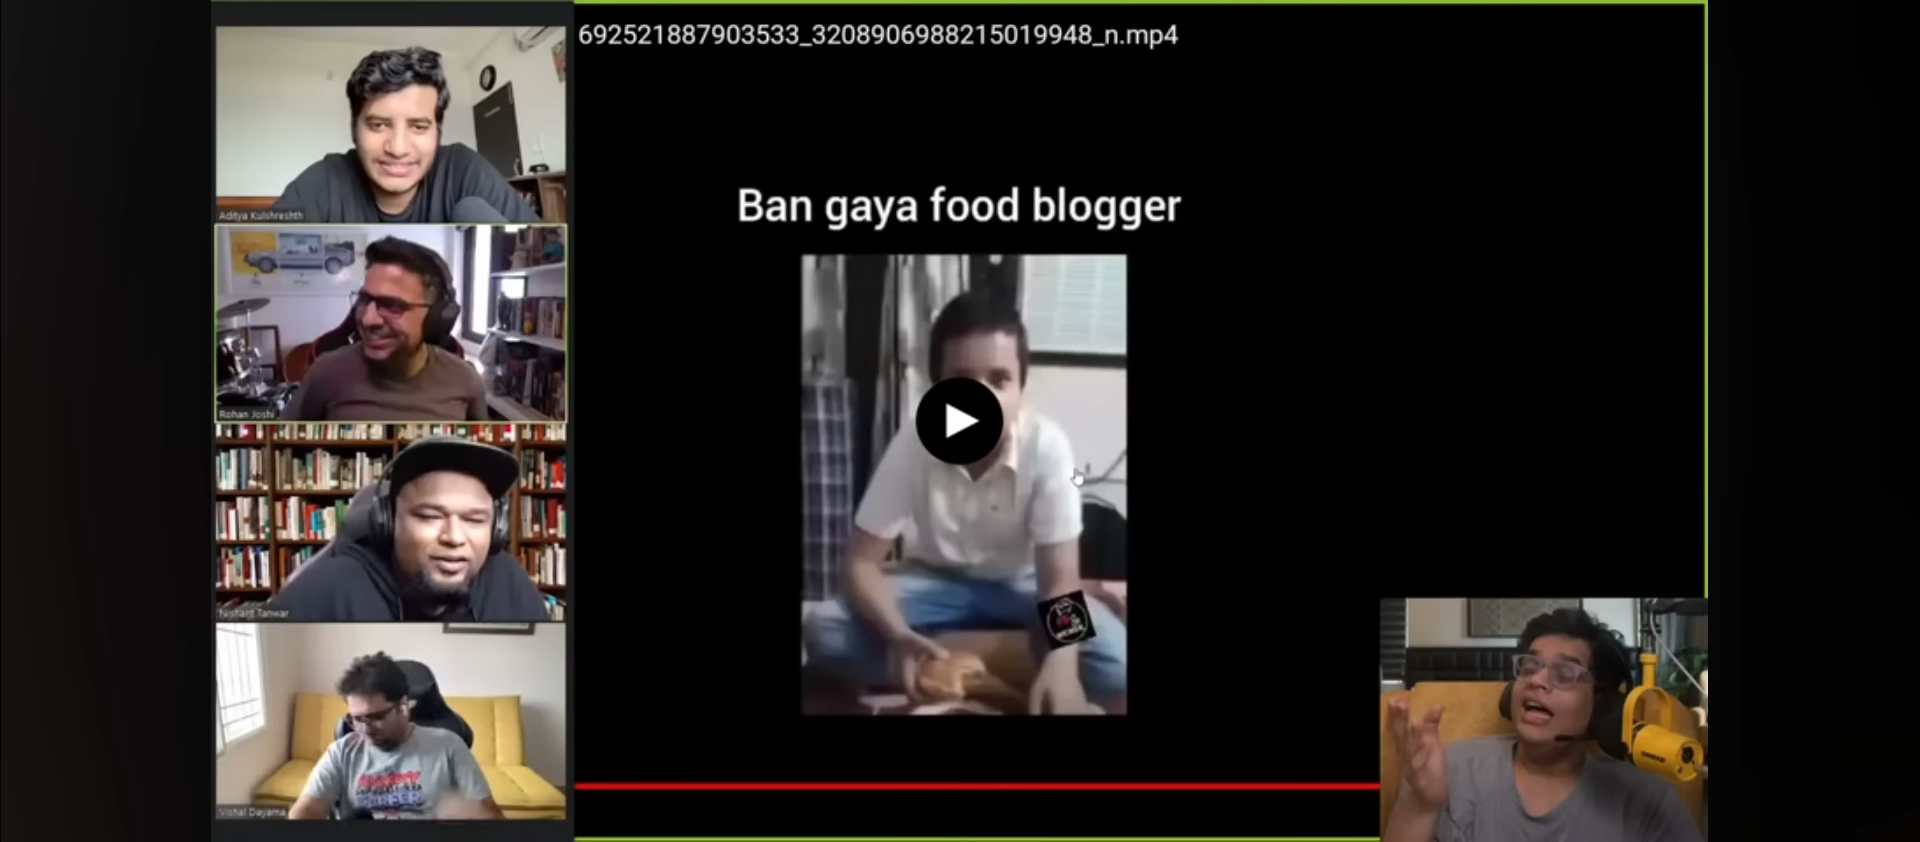 692521887903533_3208906988215019948_n.mp4
Ban gaya food blogger
Aditya Kulshreshth
Rohan Joshi
Nishant Tanwar
Vishal Dayama